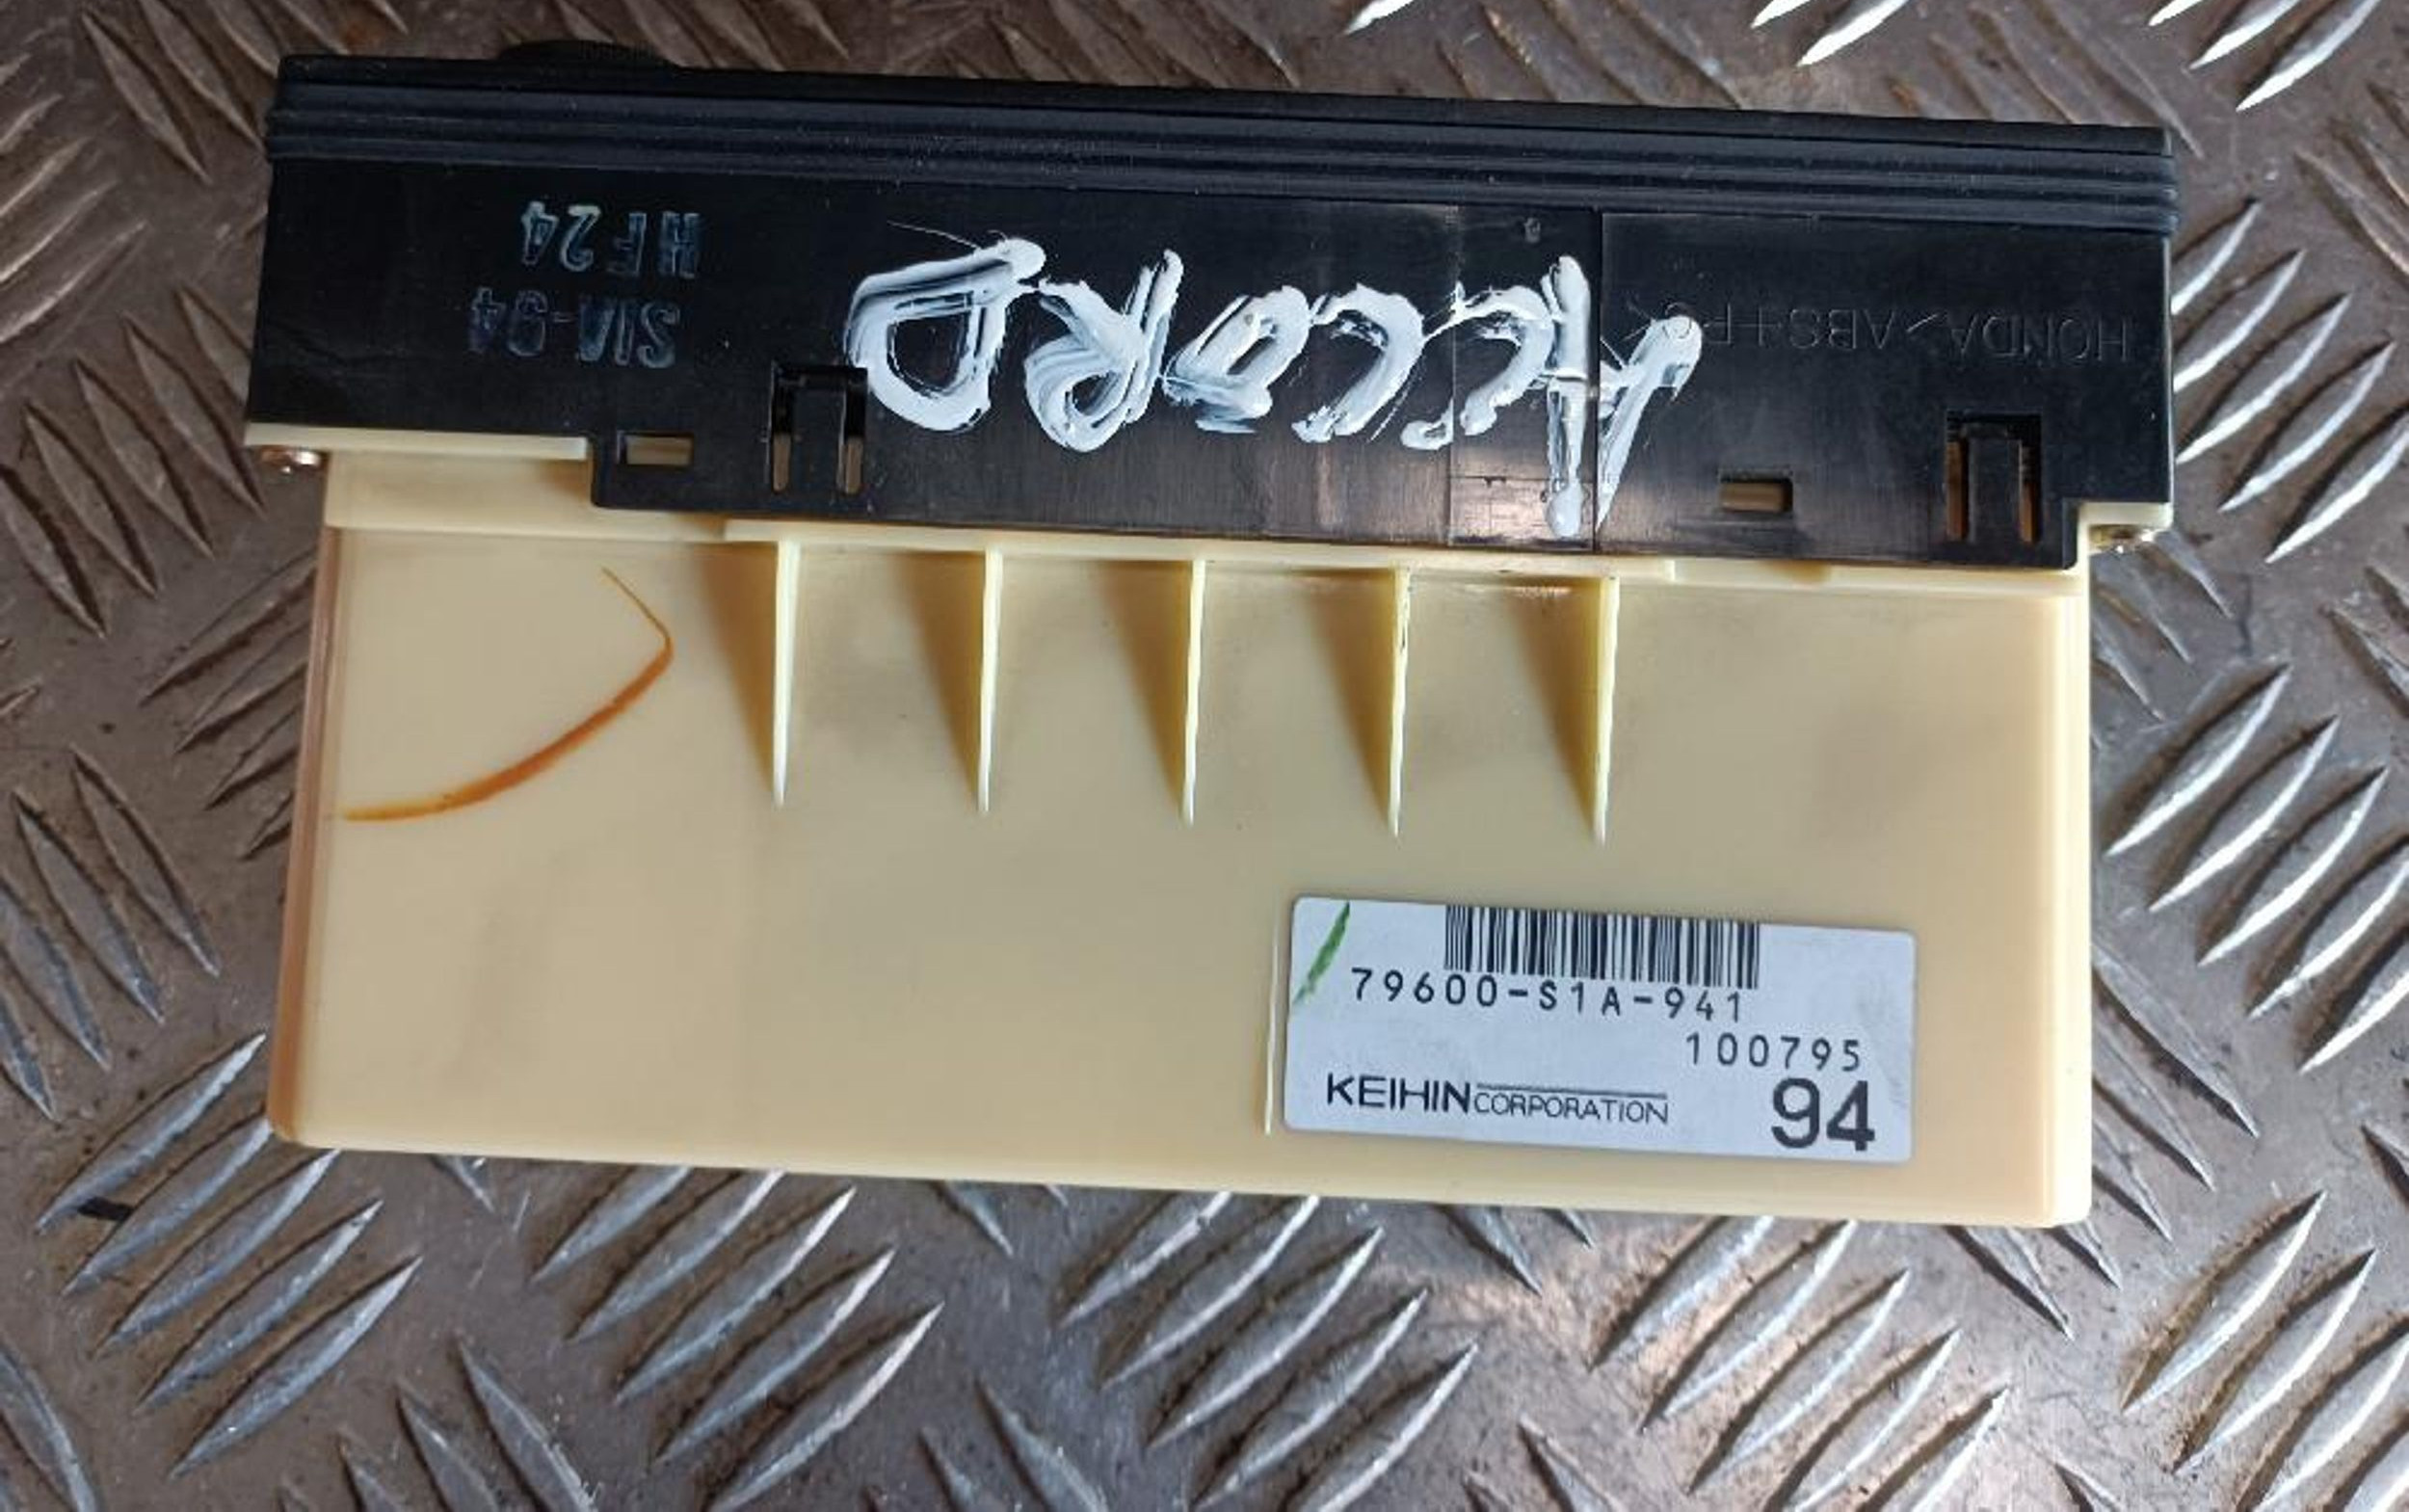 HF24
S1A-94
ACCORD
HONDA >ABS+PC<
79600-S1A-941
100795
KEIHIN CORPORATION
94